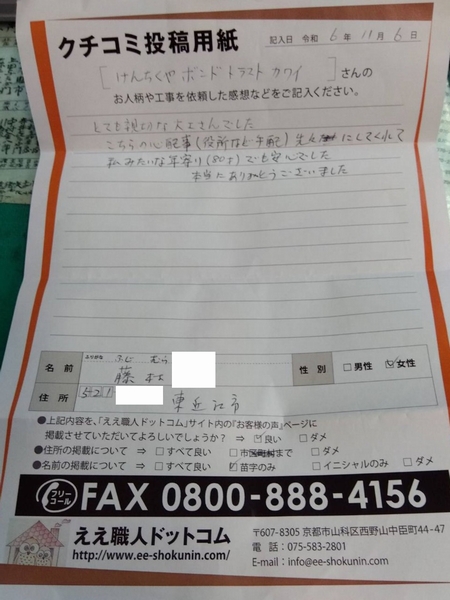 クチコミ投稿用紙
記入日 令和 6年 11月 6日
[けんちくや ボンド トラスト カワイ]さんの
お人柄や工事を依頼した感想などをご記入ください。
とても親切な大工さんでした
こちらの心配事(役所など手配)先に にしてくれて
私みたいな年寄り(80才)でも安心でした
本当にありがとうございました
ふりがな ふじ むら
名前 藤村
性別 □男性 ☑女性
住所 東近江市
●上記内容を、「ええ職人ドットコム」サイト内の『お客様の声』ページに
掲載させていただいてよろしいでしょうか? ⇒ ☑良い □ダメ
●住所の掲載について ⇒ □すべて良い □市区町村まで □ダメ
●名前の掲載について ⇒ □すべて良い ☑苗字のみ □イニシャルのみ □ダメ
フリーコール FAX 0800-888-4156
ええ職人ドットコム
http://www.ee-shokunin.com/
〒607-8305 京都市山科区西野山中臣町44-47
電話:075-583-2801
E-mail:info@ee-shokunin.com